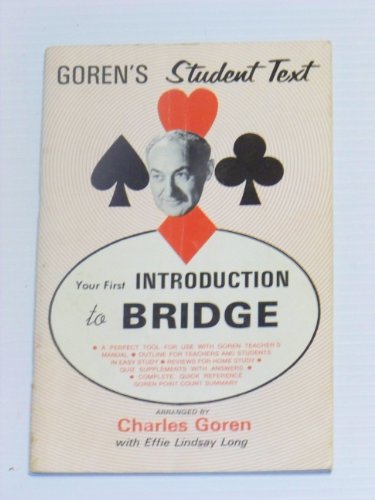 GOREN'S Student Text
Your First INTRODUCTION
to BRIDGE
• A PERFECT TOOL FOR USE WITH GOREN TEACHER'S
MANUAL • OUTLINE FOR TEACHERS AND STUDENTS
IN EASY STUDY • REVIEWS FOR HOME STUDY •
QUIZ SUPPLEMENTS WITH ANSWERS •
• COMPLETE QUICK REFERENCE
GOREN POINT COUNT SUMMARY
ARRANGED BY
Charles Goren
with Effie Lindsay Long